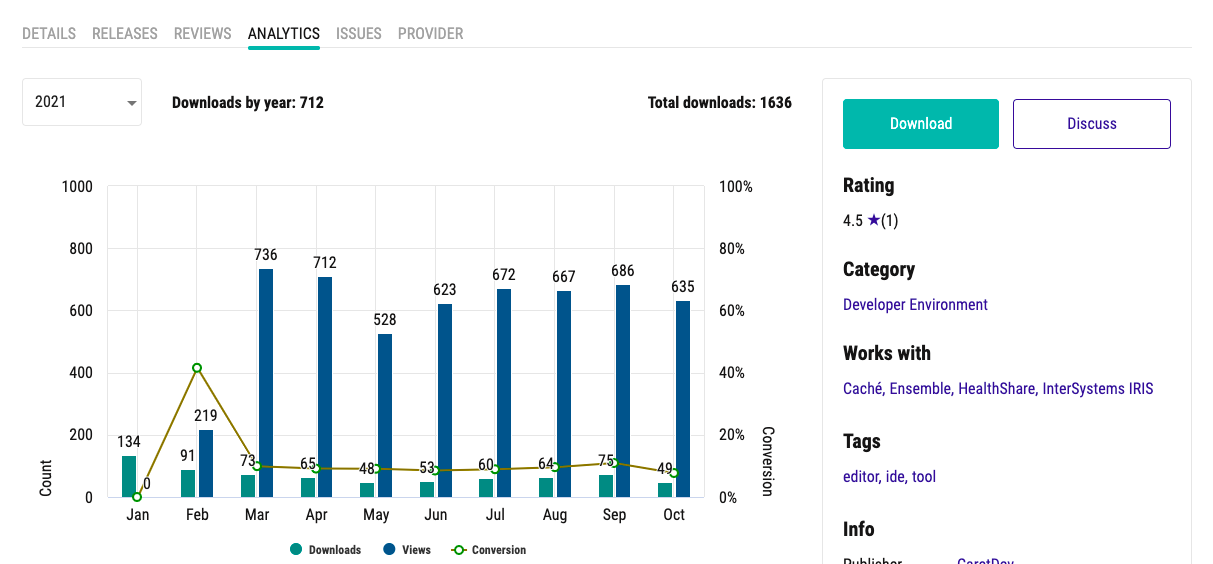 DETAILS RELEASES REVIEWS ANALYTICS ISSUES PROVIDER
2021
Downloads by year: 712
Total downloads: 1636
1000
800
600
400
200
0
Count
100%
80%
60%
40%
20%
0%
Conversion
134
0
91
219
73
736
65
712
48
528
53
623
60
672
64
667
75
686
49
635
Jan Feb Mar Apr May Jun Jul Aug Sep Oct
Downloads Views Conversion
Download
Discuss
Rating
4.5 ★(1)
Category
Developer Environment
Works with
Caché, Ensemble, HealthShare, InterSystems IRIS
Tags
editor, ide, tool
Info
Publisher CaretDev